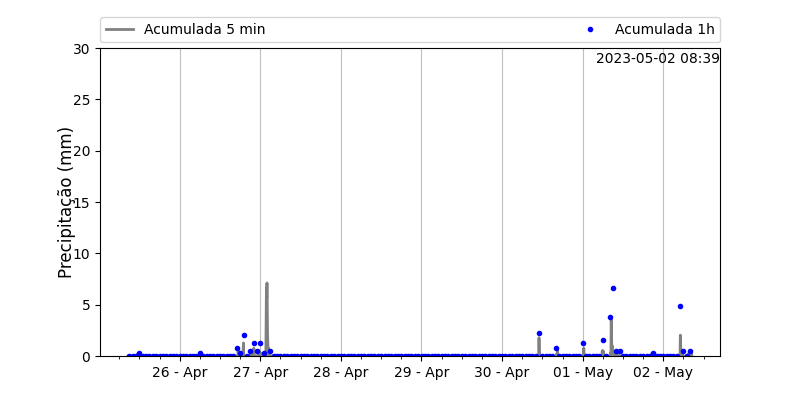 Acumulada 5 min
Acumulada 1h
2023-05-02 08:39
Precipitação (mm)
30
25
20
15
10
5
0
26 - Apr
27 - Apr
28 - Apr
29 - Apr
30 - Apr
01 - May
02 - May